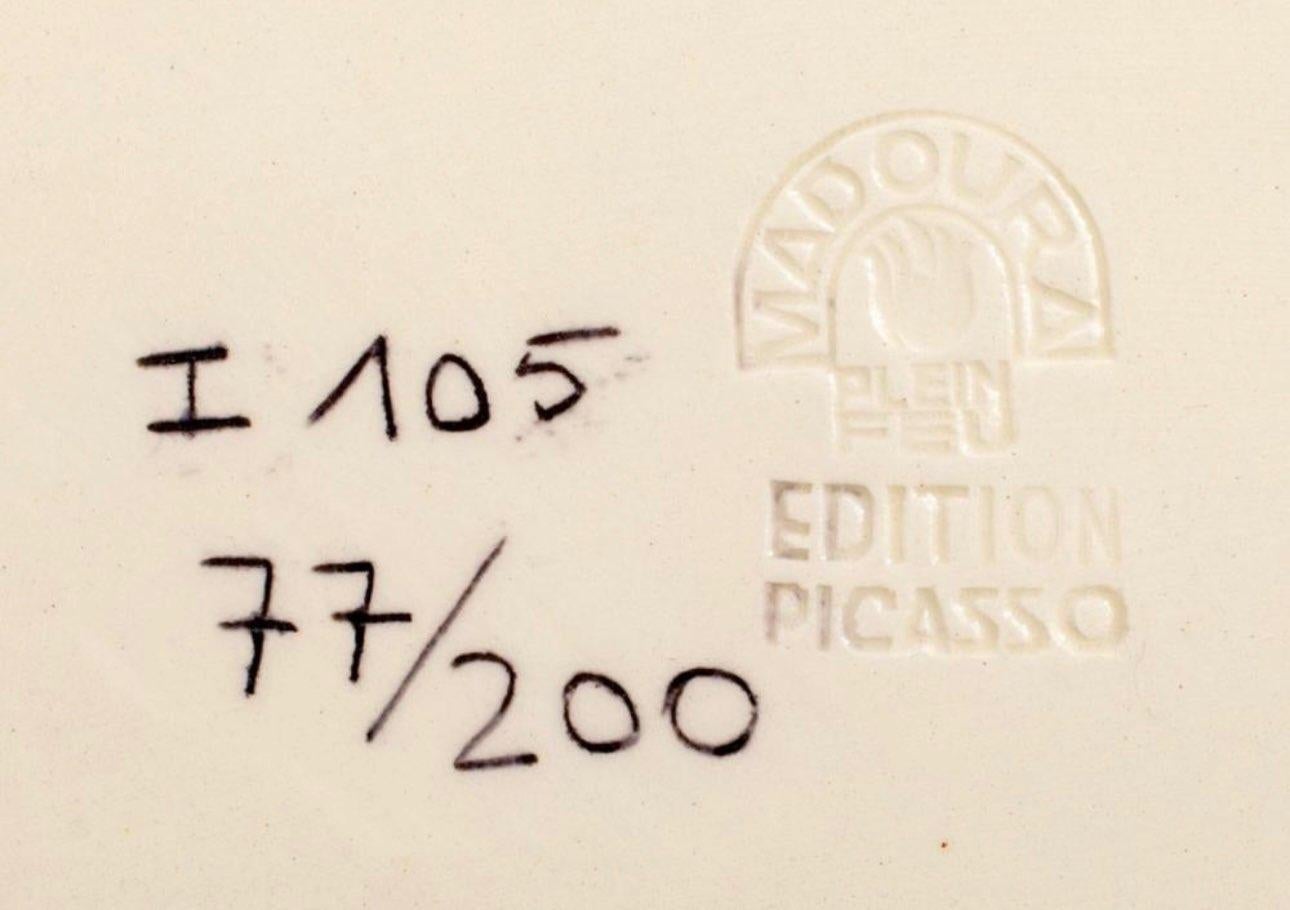 I 105
77/200
MADOURA
PLEIN
FEU
EDITION
PICASSO